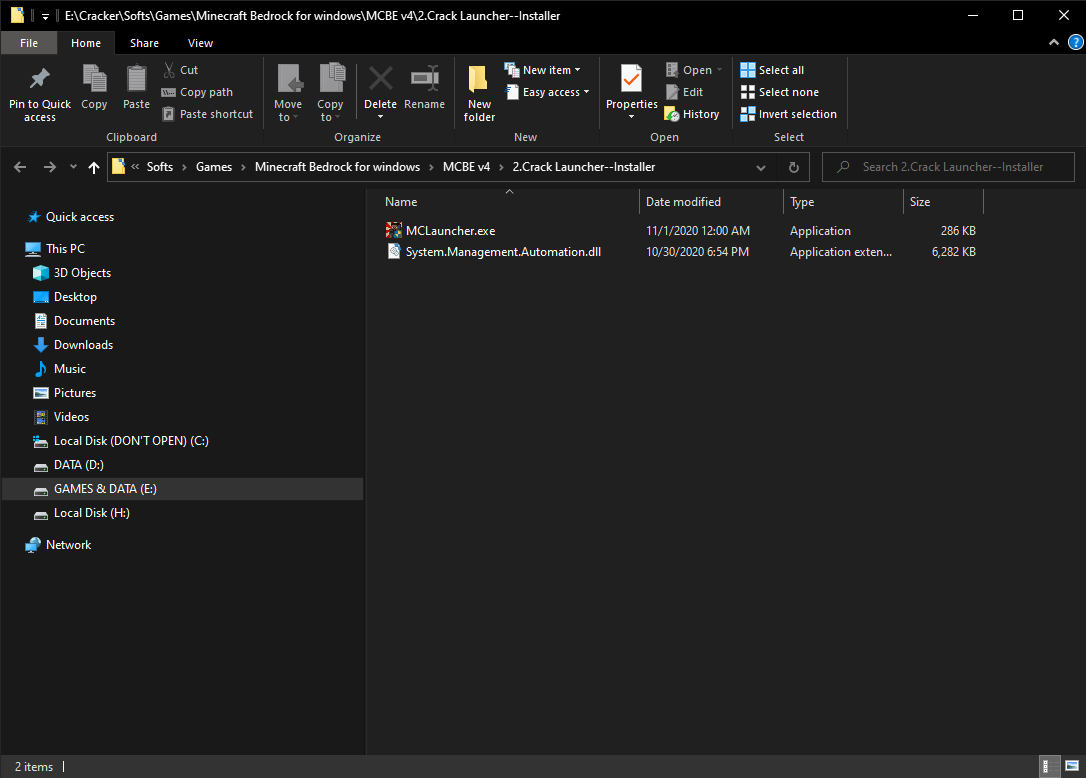 E:\Cracker\Softs\Games\Minecraft Bedrock for windows\MCBE v4\2.Crack Launcher--Installer
File Home Share View
Pin to Quick access
Copy
Paste
Cut
Copy path
Paste shortcut
Clipboard
Move to
Copy to
Delete
Rename
Organize
New folder
New item
Easy access
New
Properties
Open
Edit
History
Open
Select all
Select none
Invert selection
Select
« Softs > Games > Minecraft Bedrock for windows > MCBE v4 > 2.Crack Launcher--Installer
Search 2.Crack Launcher--Installer
Quick access
This PC
3D Objects
Desktop
Documents
Downloads
Music
Pictures
Videos
Local Disk (DON'T OPEN) (C:)
DATA (D:)
GAMES & DATA (E:)
Local Disk (H:)
Network
Name Date modified Type Size
MCLauncher.exe 11/1/2020 12:00 AM Application 286 KB
System.Management.Automation.dll 10/30/2020 6:54 PM Application exten... 6,282 KB
2 items